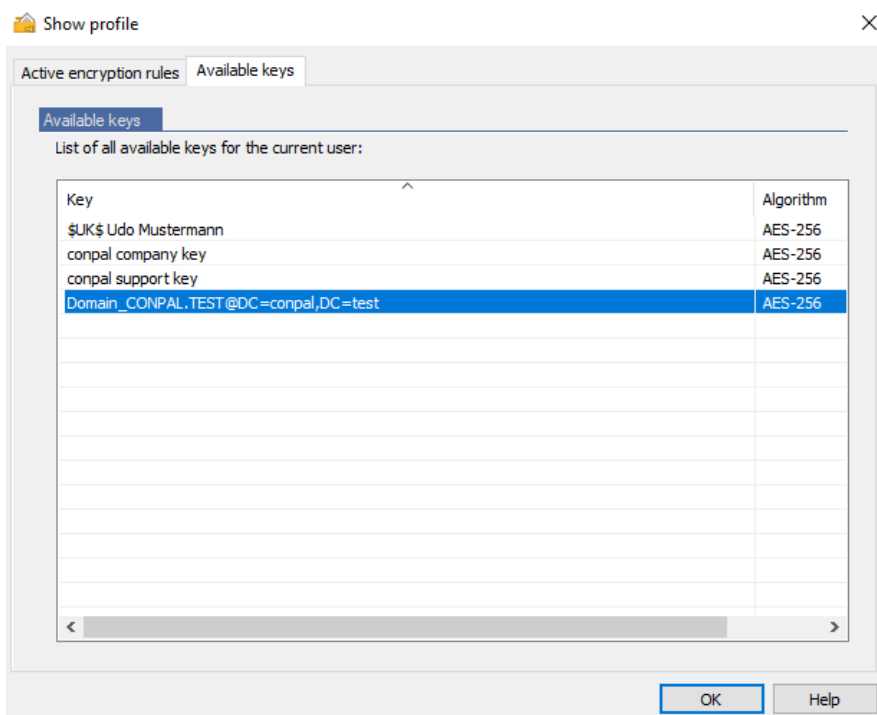 Show profile
Active encryption rules Available keys
Available keys
List of all available keys for the current user:
Key Algorithm
$UK$ Udo Mustermann AES-256
conpal company key AES-256
conpal support key AES-256
Domain_CONPAL.TEST@DC=conpal,DC=test AES-256
OK Help